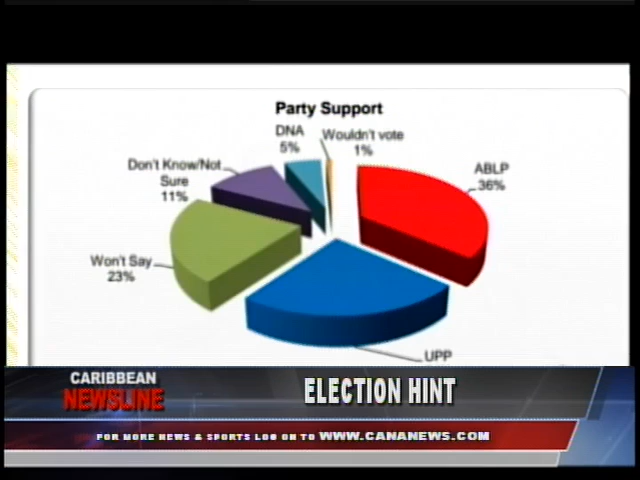 Party Support
DNA
5%
Wouldn't vote
1%
Don't Know/Not
Sure
11%
ABLP
36%
Won't Say
23%
UPP
CARIBBEAN
NEWSLINE
ELECTION HINT
FOR MORE NEWS & SPORTS LOG ON TO WWW.CANANEWS.COM